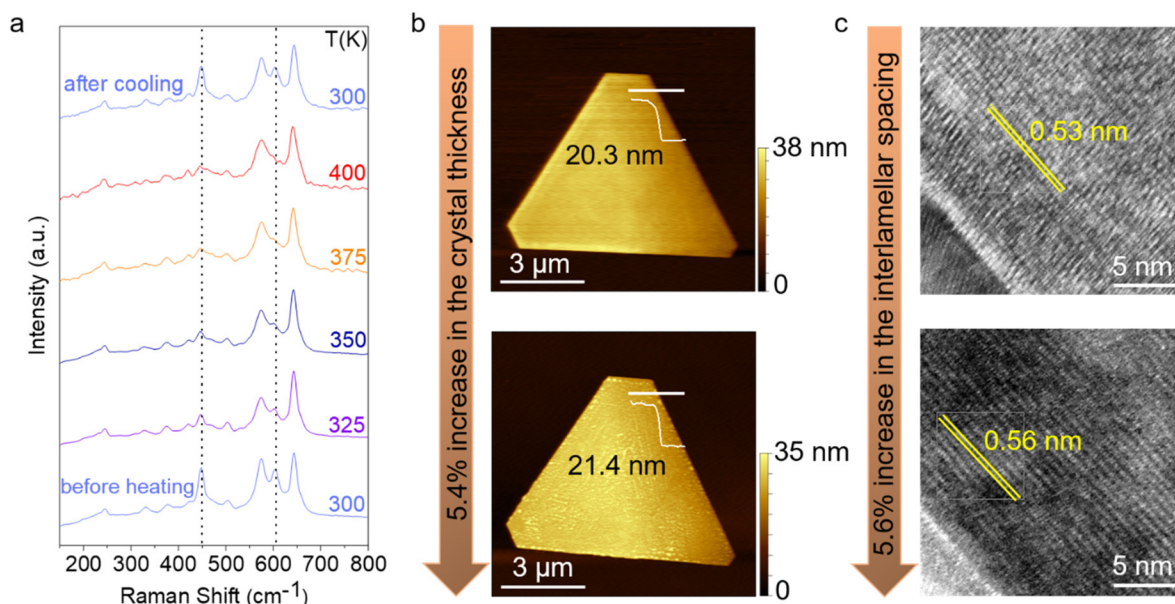 a
T(K)
after cooling
300
400
375
350
325
before heating
300
Intensity (a.u.)
200 300 400 500 600 700 800
Raman Shift (cm⁻¹)
b
5.4% increase in the crystal thickness
20.3 nm
3 µm
38 nm
0
21.4 nm
3 µm
35 nm
0
c
5.6% increase in the interlamellar spacing
0.53 nm
5 nm
0.56 nm
5 nm